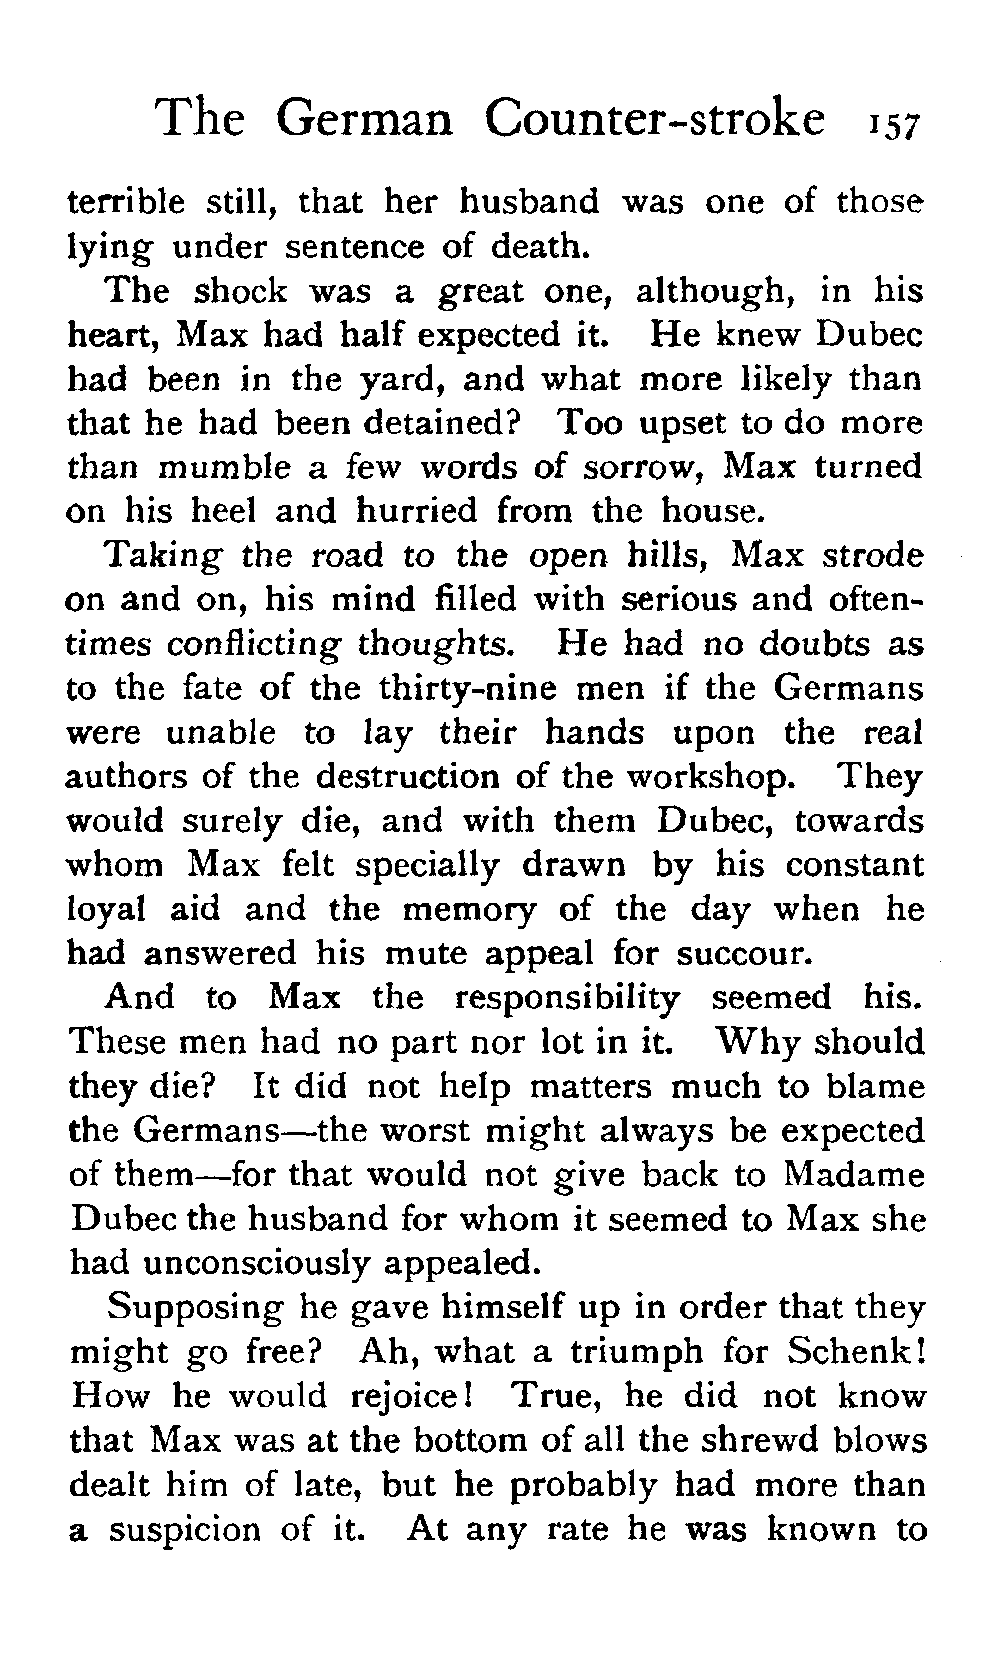 The German Counter-stroke 157
terrible still, that her husband was one of those
lying under sentence of death.
The shock was a great one, although, in his
heart, Max had half expected it. He knew Dubec
had been in the yard, and what more likely than
that he had been detained? Too upset to do more
than mumble a few words of sorrow, Max turned
on his heel and hurried from the house.
Taking the road to the open hills, Max strode
on and on, his mind filled with serious and often-
times conflicting thoughts. He had no doubts as
to the fate of the thirty-nine men if the Germans
were unable to lay their hands upon the real
authors of the destruction of the workshop. They
would surely die, and with them Dubec, towards
whom Max felt specially drawn by his constant
loyal aid and the memory of the day when he
had answered his mute appeal for succour.
And to Max the responsibility seemed his.
These men had no part nor lot in it. Why should
they die? It did not help matters much to blame
the Germans—the worst might always be expected
of them—for that would not give back to Madame
Dubec the husband for whom it seemed to Max she
had unconsciously appealed.
Supposing he gave himself up in order that they
might go free? Ah, what a triumph for Schenk!
How he would rejoice! True, he did not know
that Max was at the bottom of all the shrewd blows
dealt him of late, but he probably had more than
a suspicion of it. At any rate he was known to